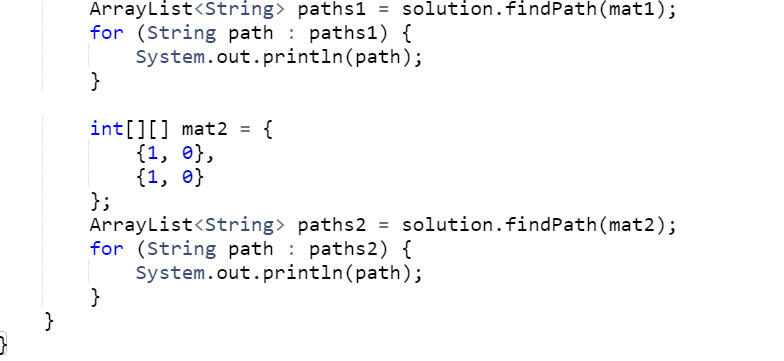 ArrayList<String> paths1 = solution.findPath(mat1);
        for (String path : paths1) {
            System.out.println(path);
        }

        int[][] mat2 = {
            {1, 0},
            {1, 0}
        };
        ArrayList<String> paths2 = solution.findPath(mat2);
        for (String path : paths2) {
            System.out.println(path);
        }
    }
}